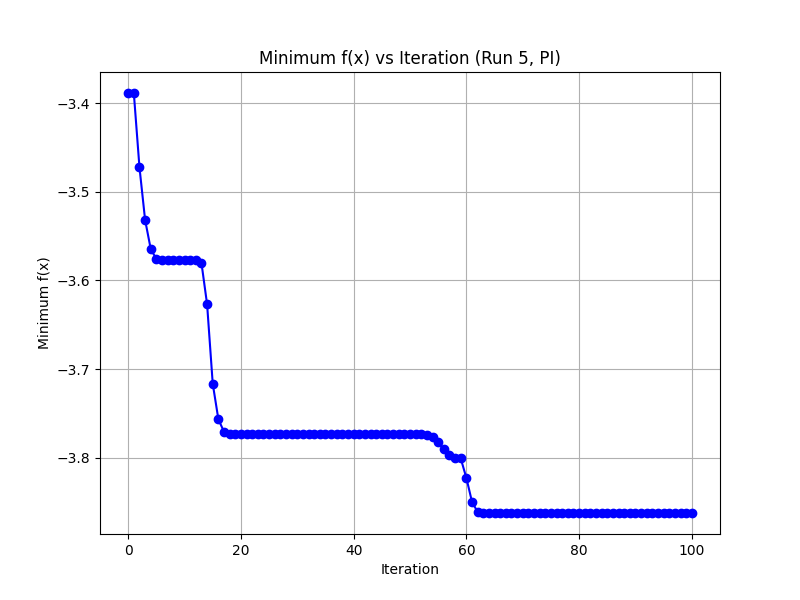 Minimum f(x) vs Iteration (Run 5, PI)
Minimum f(x)
−3.4
−3.5
−3.6
−3.7
−3.8
0 20 40 60 80 100
Iteration